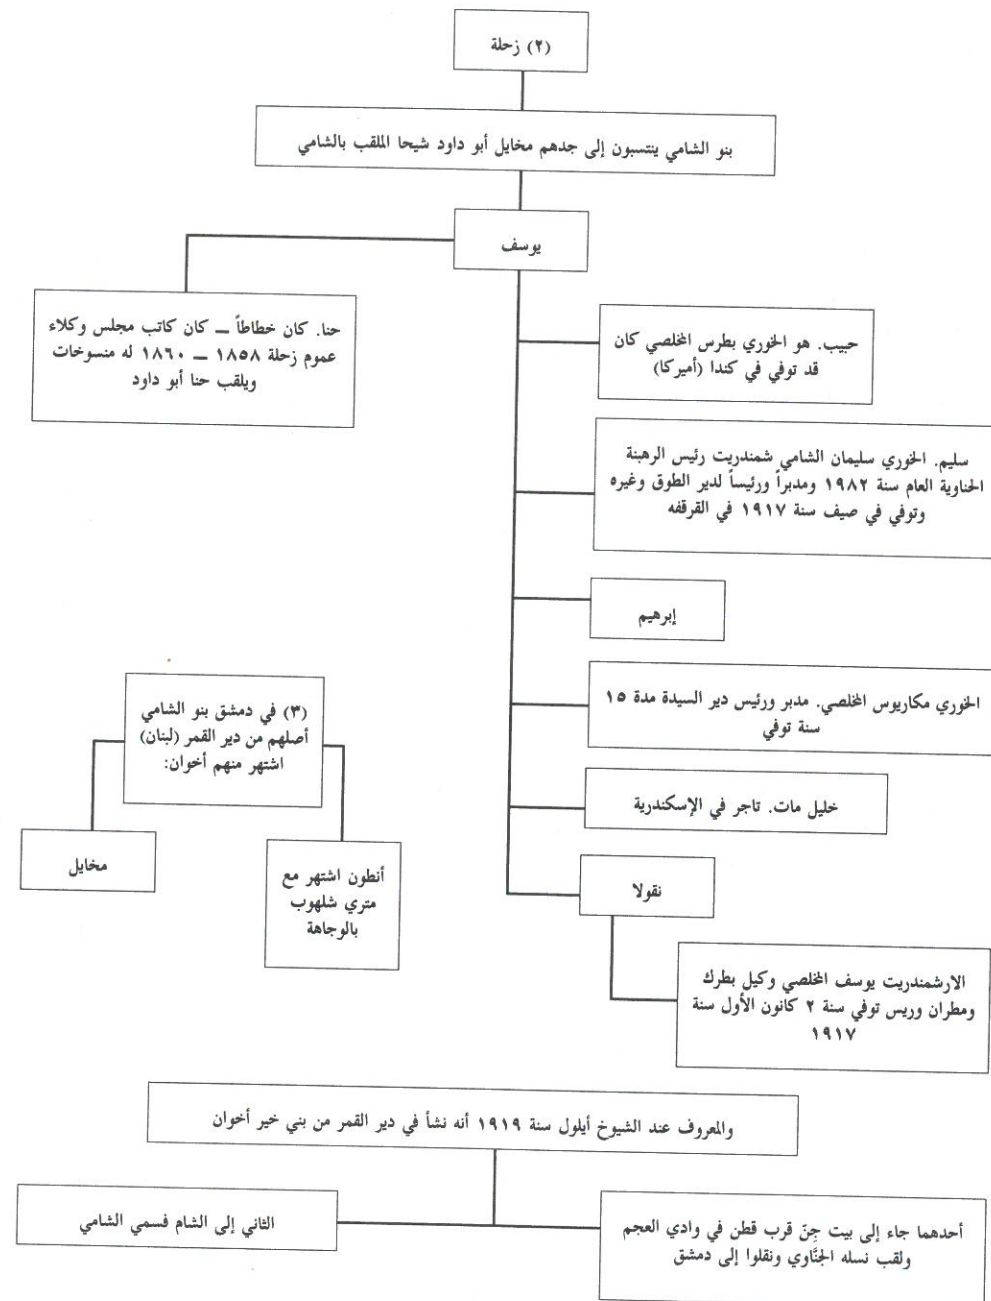 (٢) زحلة
بنو الشامي ينتسبون إلى جدهم مخايل أبو داود شيحا الملقب بالشامي
يوسف
حنا. كان خطاطاً ــ كان كاتب مجلس وكلاء
عموم زحلة ١٨٥٨ ــ ١٨٦٠ له منسوخات
ويلقب حنا أبو داود
حبيب. هو الخوري بطرس المخلصي كان
قد توفي في كندا (أميركا)
سليم. الخوري سليمان الشامي شمندريت رئيس الرهبنة
الحناوية العام سنة ١٩٨٢ ومدبراً ورئيساً لدير الطوق وغيره
وتوفي في صيف سنة ١٩١٧ في القرقفه
إبرهيم
الخوري مكاريوس المخلصي. مدبر ورئيس دير السيدة مدة ١٥
سنة توفي
خليل مات. تاجر في الإسكندرية
نقولا
الارشمندريت يوسف المخلصي وكيل بطرك
ومطران وريس توفي سنة ٢ كانون الأول سنة
١٩١٧
(٣) في دمشق بنو الشامي
أصلهم من دير القمر (لبنان)
اشتهر منهم أخوان:
أنطون اشتهر مع
متري شلهوب
بالوجاهة
مخايل
والمعروف عند الشيوخ أيلول سنة ١٩١٩ أنه نشأ في دير القمر من بني خير أخوان
أحدهما جاء إلى بيت جِنّ قرب قطن في وادي العجم
ولقب نسله الجنَّاوي ونقلوا إلى دمشق
الثاني إلى الشام فسمي الشامي